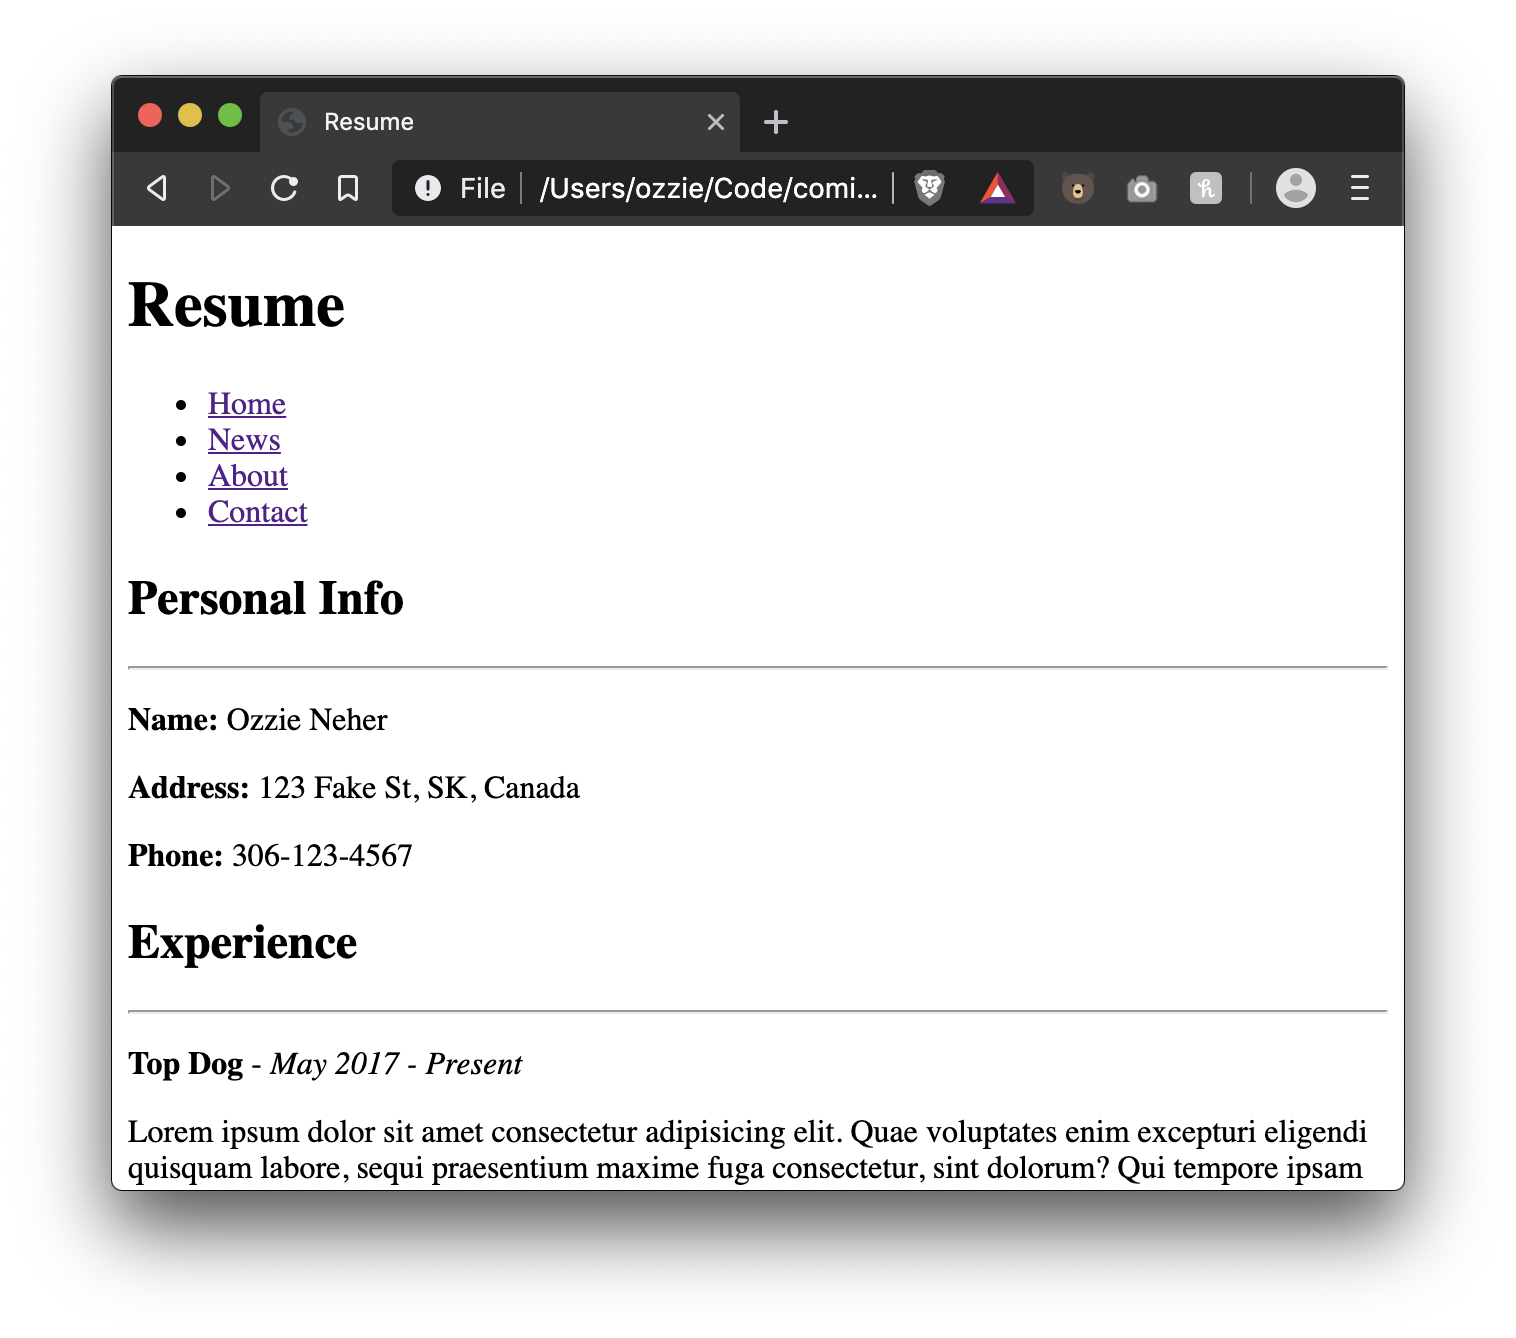 Resume
File /Users/ozzie/Code/comi...
Resume
Home
News
About
Contact
Personal Info
Name: Ozzie Neher
Address: 123 Fake St, SK, Canada
Phone: 306-123-4567
Experience
Top Dog - May 2017 - Present
Lorem ipsum dolor sit amet consectetur adipisicing elit. Quae voluptates enim excepturi eligendi
quisquam labore, sequi praesentium maxime fuga consectetur, sint dolorum? Qui tempore ipsam